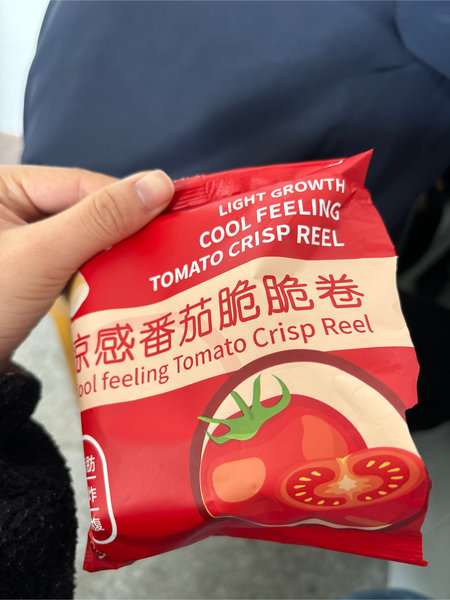 LIGHT GROWTH
COOL FEELING
TOMATO CRISP REEL
凉感番茄脆脆卷
ool feeling Tomato Crisp Reel